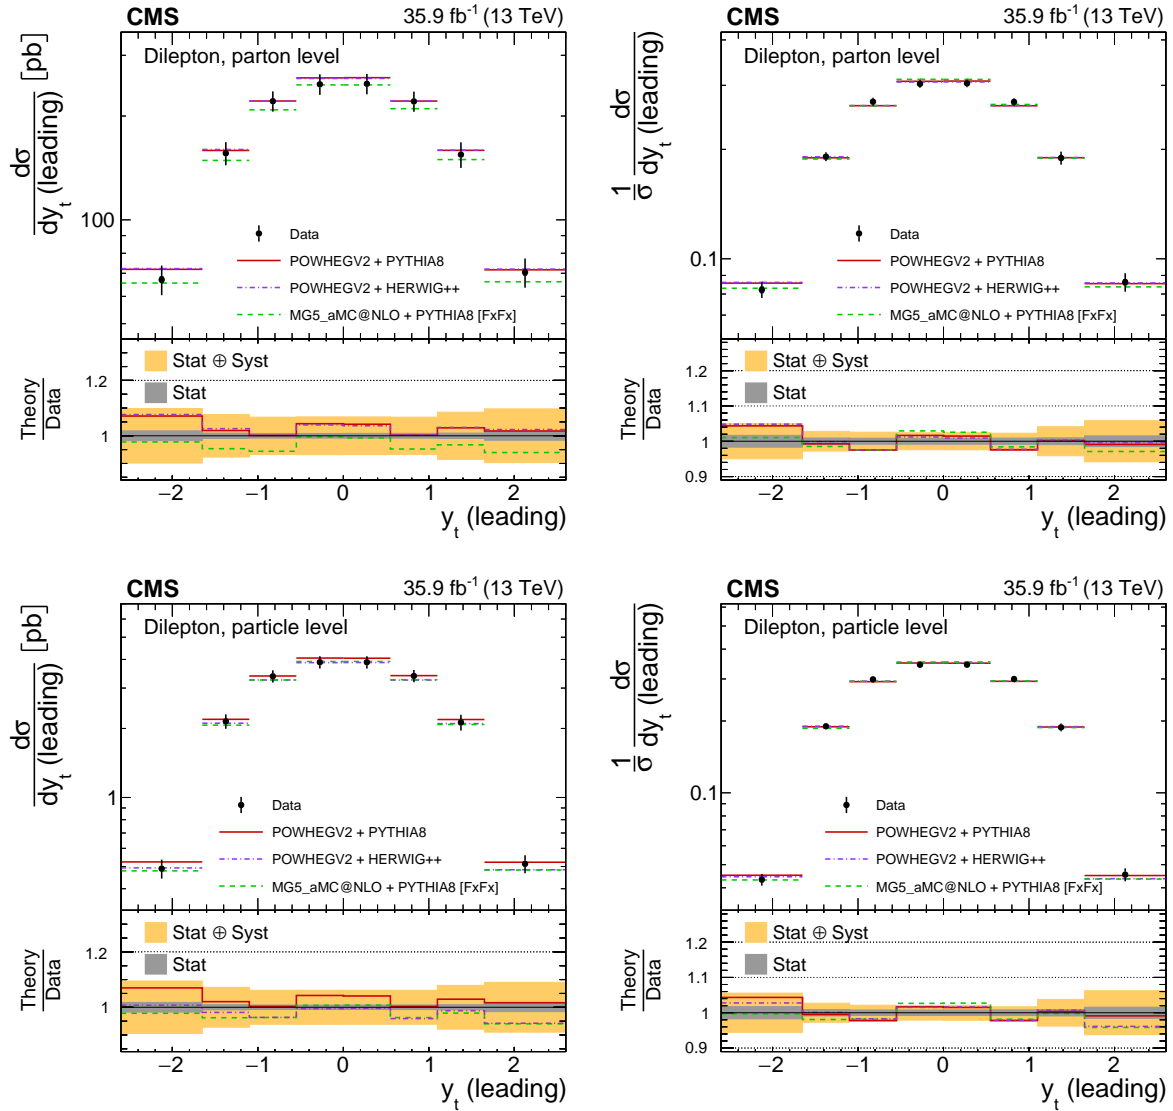 CMS
35.9 fb⁻¹ (13 TeV)
dσ
dy_t (leading) [pb]
Dilepton, parton level
100
Data
POWHEGV2 + PYTHIA8
POWHEGV2 + HERWIG++
MG5_aMC@NLO + PYTHIA8 [FxFx]
Theory
Data
Stat ⊕ Syst
Stat
1.2
1
−2 −1 0 1 2
y_t (leading)
CMS
35.9 fb⁻¹ (13 TeV)
1 dσ
σ dy_t (leading)
Dilepton, parton level
0.1
Data
POWHEGV2 + PYTHIA8
POWHEGV2 + HERWIG++
MG5_aMC@NLO + PYTHIA8 [FxFx]
Theory
Data
Stat ⊕ Syst
Stat
1.2
1.1
1
0.9
−2 −1 0 1 2
y_t (leading)
CMS
35.9 fb⁻¹ (13 TeV)
dσ
dy_t (leading) [pb]
Dilepton, particle level
1
Data
POWHEGV2 + PYTHIA8
POWHEGV2 + HERWIG++
MG5_aMC@NLO + PYTHIA8 [FxFx]
Theory
Data
Stat ⊕ Syst
Stat
1.2
1
−2 −1 0 1 2
y_t (leading)
CMS
35.9 fb⁻¹ (13 TeV)
1 dσ
σ dy_t (leading)
Dilepton, particle level
0.1
Data
POWHEGV2 + PYTHIA8
POWHEGV2 + HERWIG++
MG5_aMC@NLO + PYTHIA8 [FxFx]
Theory
Data
Stat ⊕ Syst
Stat
1.2
1.1
1
0.9
−2 −1 0 1 2
y_t (leading)